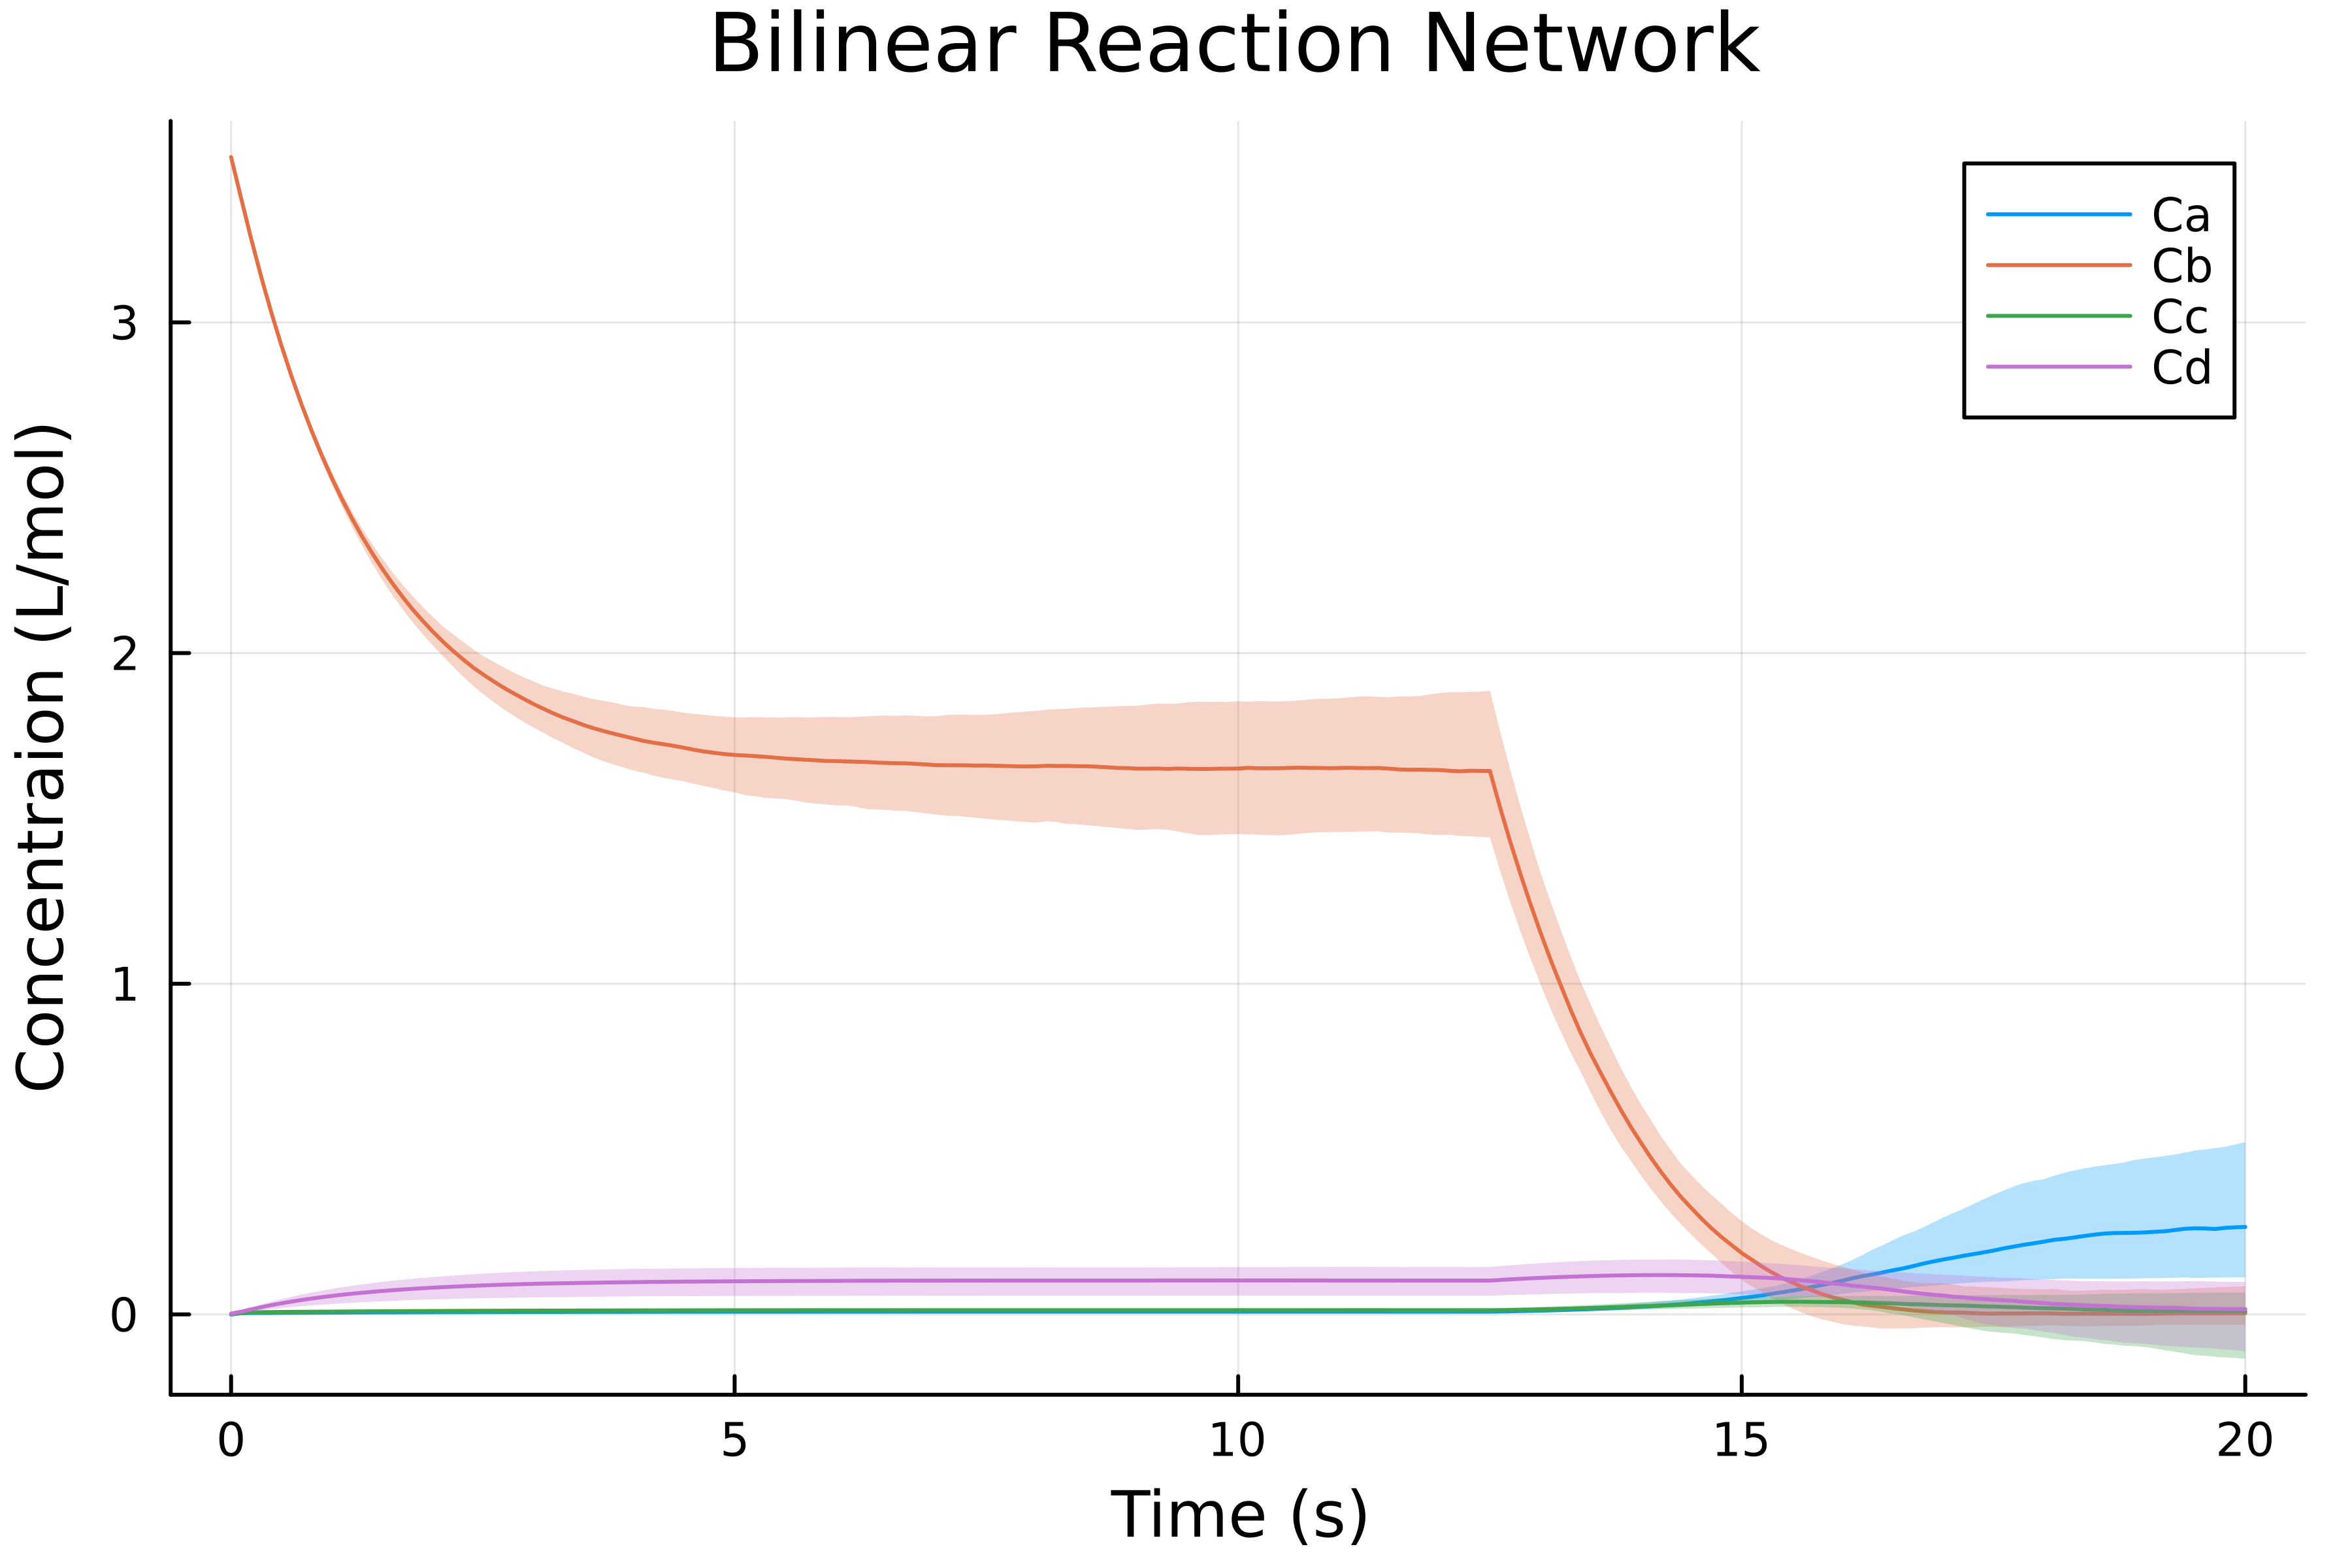 Bilinear Reaction Network
Concentraion (L/mol)
3
2
1
0
Ca
Cb
Cc
Cd
0 5 10 15 20
Time (s)